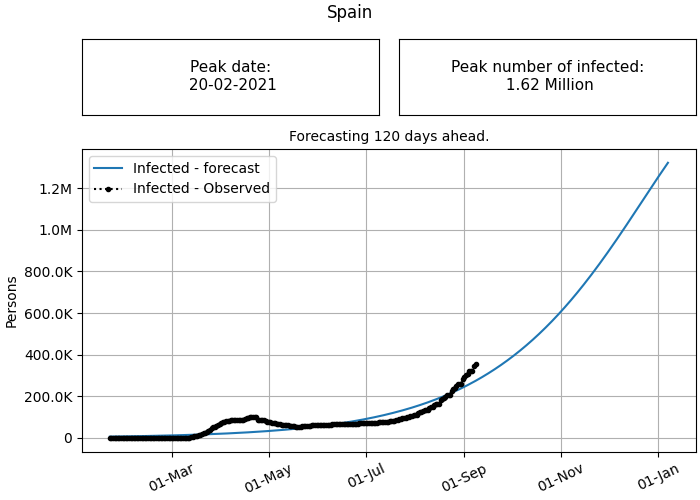 Spain
Peak date:
20-02-2021
Peak number of infected:
1.62 Million
Forecasting 120 days ahead.
Infected - forecast
Infected - Observed
Persons
1.2M
1.0M
800.0K
600.0K
400.0K
200.0K
0
01-Mar
01-May
01-Jul
01-Sep
01-Nov
01-Jan